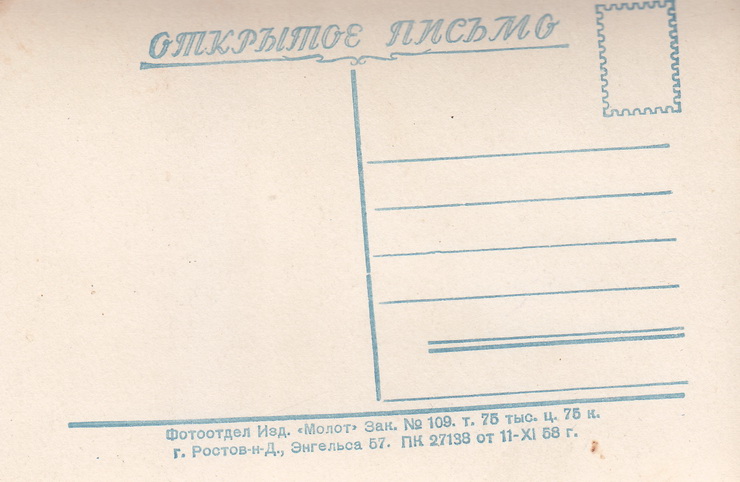 ОТКРЫТОЕ ПИСЬМО
Фотоотдел Изд. «Молот» Зак. № 109. т. 75 тыс. ц. 75 к.
г. Ростов-н-Д., Энгельса 57. ПК 27138 от 11-XI 58 г.